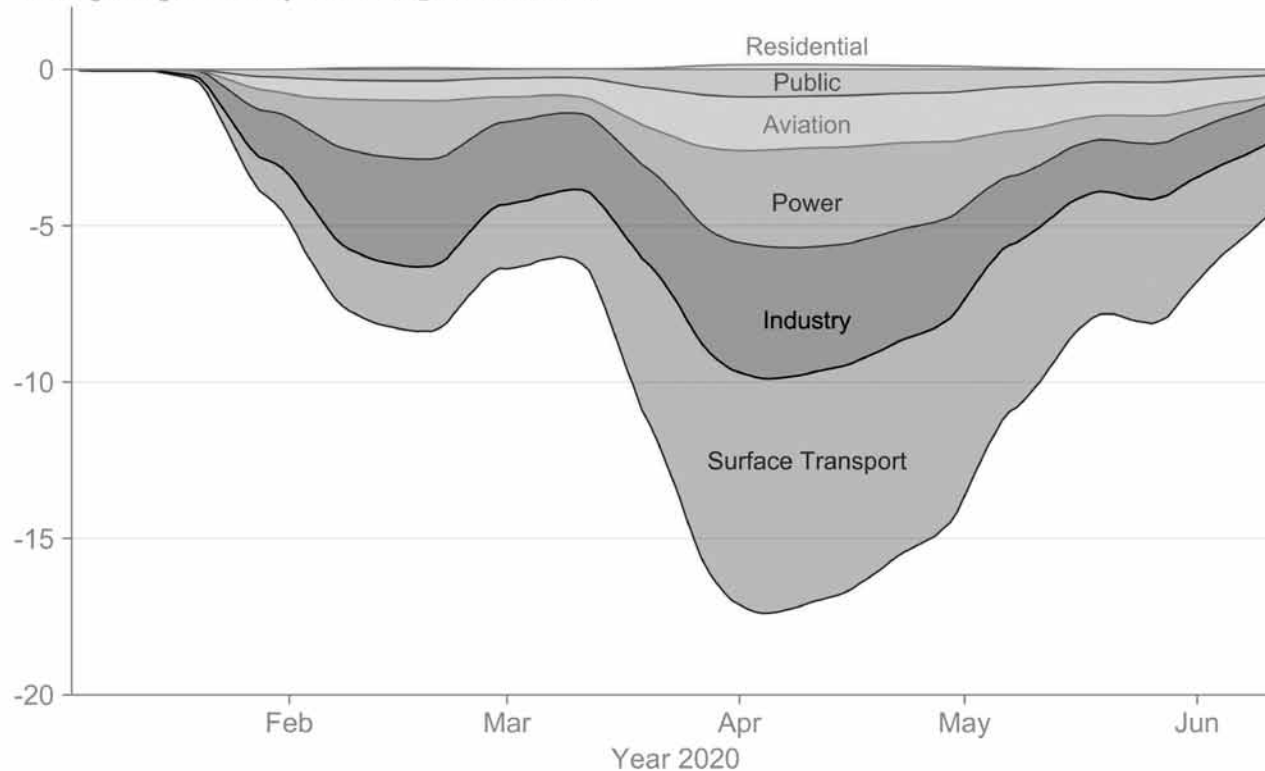 Residential
0
Public
Aviation
Power
-5
Industry
-10
Surface Transport
-15
-20
Feb Mar Apr May Jun
Year 2020